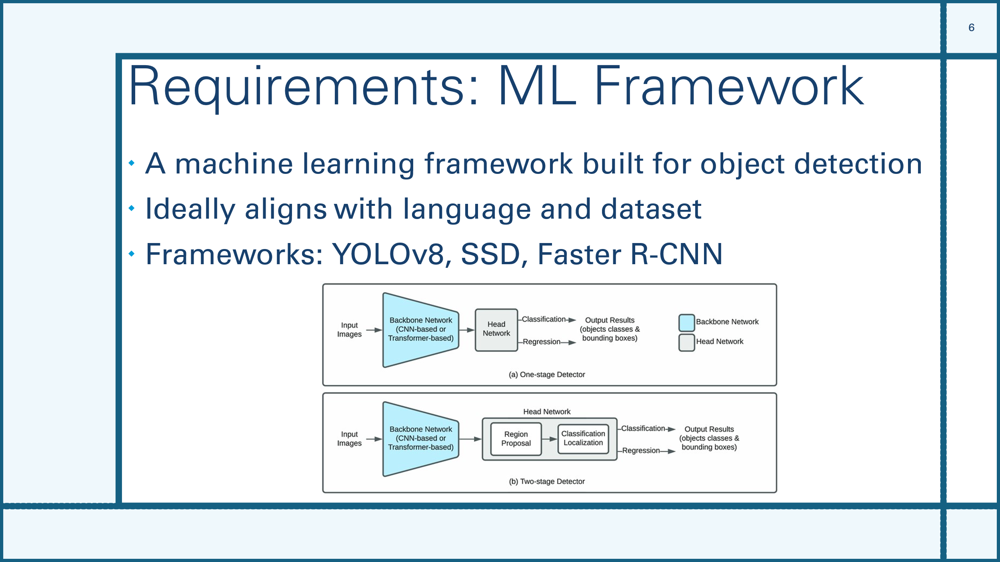 6
Requirements: ML Framework
A machine learning framework built for object detection
Ideally aligns with language and dataset
Frameworks: YOLOv8, SSD, Faster R-CNN
Input
Images
Backbone Network
(CNN-based or
Transformer-based)
Head
Network
Classification
Regression
Output Results
(objects classes &
bounding boxes)
Backbone Network
Head Network
(a) One-stage Detector
Input
Images
Backbone Network
(CNN-based or
Transformer-based)
Head Network
Region
Proposal
Classification
Localization
Classification
Regression
Output Results
(objects classes &
bounding boxes)
(b) Two-stage Detector